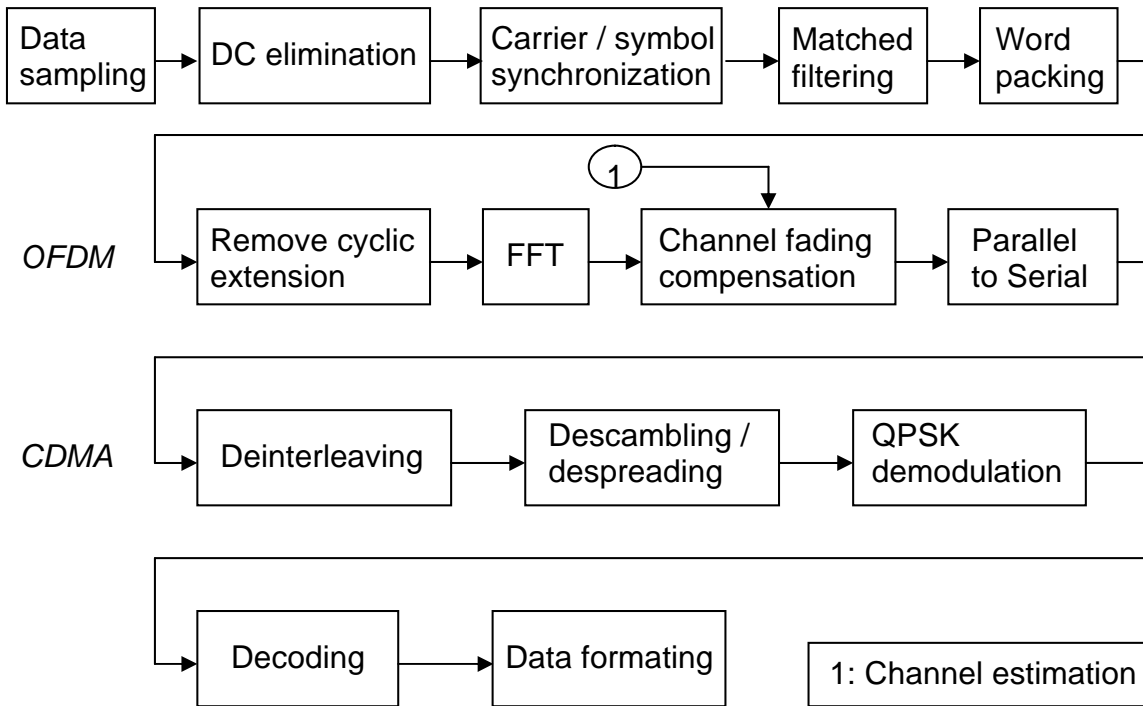 Data
sampling
DC elimination
Carrier / symbol
synchronization
Matched
filtering
Word
packing
1
OFDM
Remove cyclic
extension
FFT
Channel fading
compensation
Parallel
to Serial
CDMA
Deinterleaving
Descambling /
despreading
QPSK
demodulation
Decoding
Data formating
1: Channel estimation